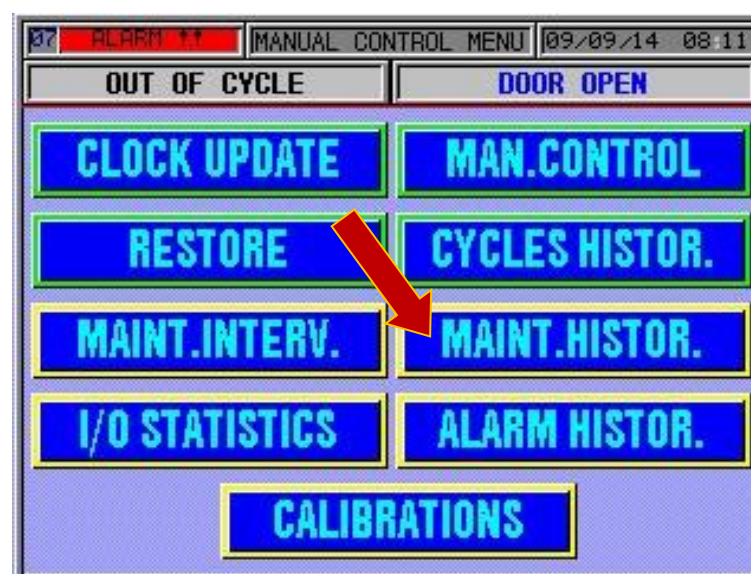 07 ALARM !! MANUAL CONTROL MENU 09/09/14 08:11
OUT OF CYCLE DOOR OPEN
CLOCK UPDATE MAN.CONTROL
RESTORE CYCLES HISTOR.
MAINT.INTERV. MAINT.HISTOR.
I/O STATISTICS ALARM HISTOR.
CALIBRATIONS